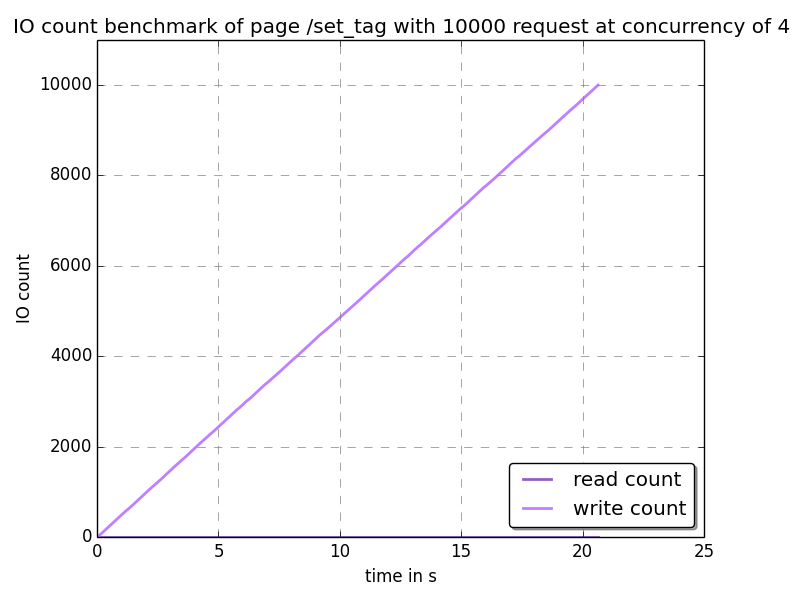 IO count benchmark of page /set_tag with 10000 request at concurrency of 4
10000
8000
6000
4000
2000
0
IO count
read count
write count
0 5 10 15 20 25
time in s